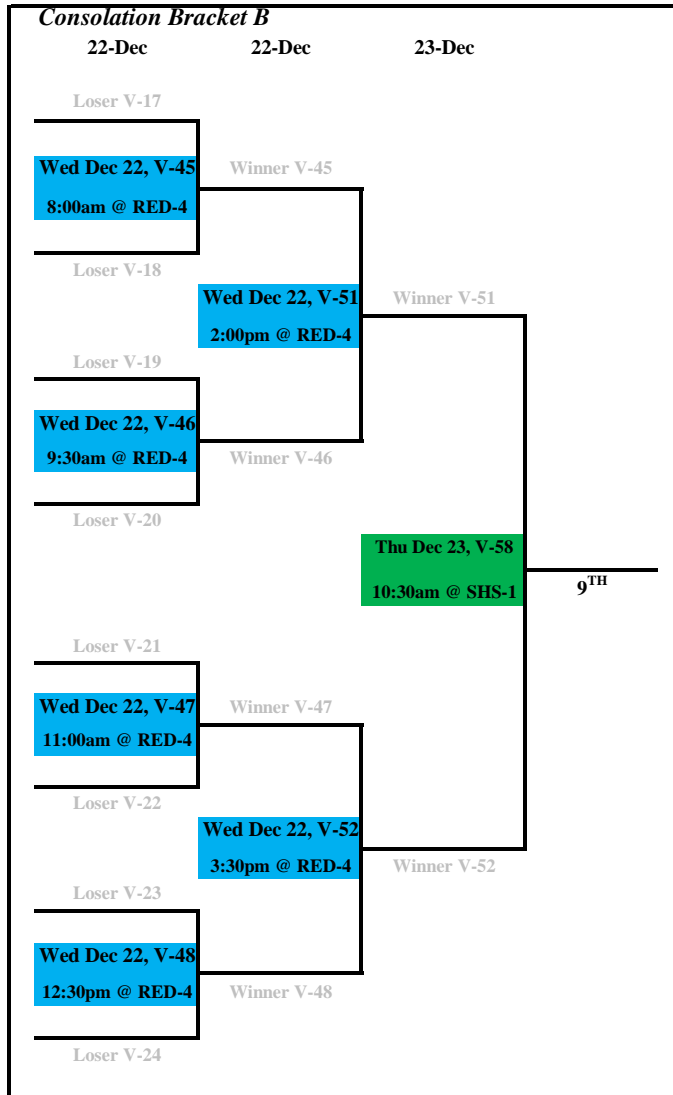 Consolation Bracket B
22-Dec 22-Dec 23-Dec
Loser V-17
Wed Dec 22, V-45 Winner V-45
8:00am @ RED-4
Loser V-18
Wed Dec 22, V-51 Winner V-51
2:00pm @ RED-4
Loser V-19
Wed Dec 22, V-46
9:30am @ RED-4 Winner V-46
Loser V-20
Thu Dec 23, V-58
10:30am @ SHS-1 9TH
Loser V-21
Wed Dec 22, V-47 Winner V-47
11:00am @ RED-4
Loser V-22
Wed Dec 22, V-52
3:30pm @ RED-4 Winner V-52
Loser V-23
Wed Dec 22, V-48
12:30pm @ RED-4 Winner V-48
Loser V-24